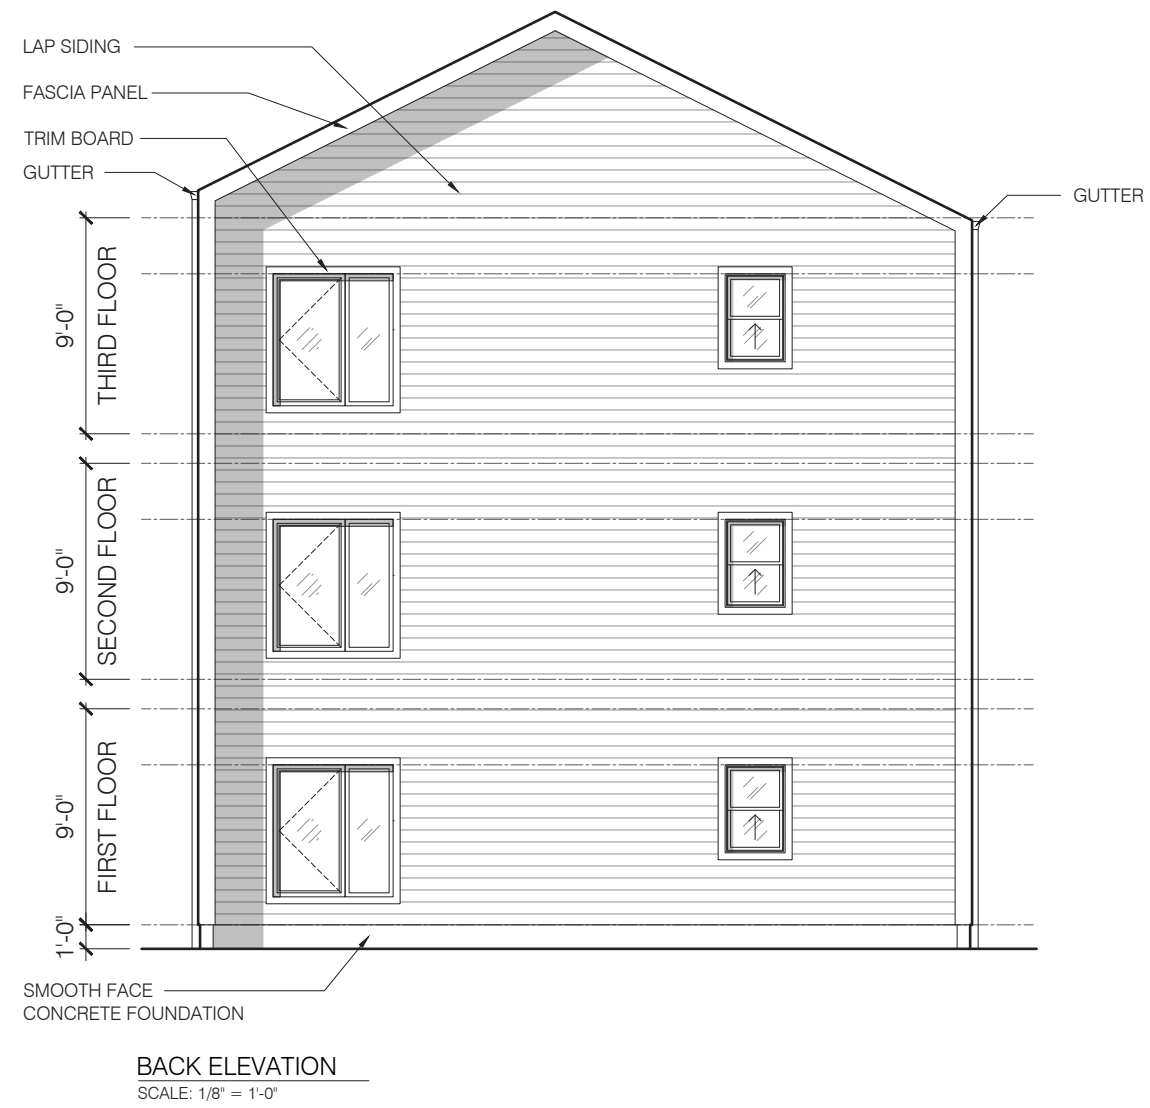 LAP SIDING
FASCIA PANEL
TRIM BOARD
GUTTER
GUTTER
9'-0"
THIRD FLOOR
9'-0"
SECOND FLOOR
9'-0"
FIRST FLOOR
1'-0"
SMOOTH FACE
CONCRETE FOUNDATION
BACK ELEVATION
SCALE: 1/8" = 1'-0"